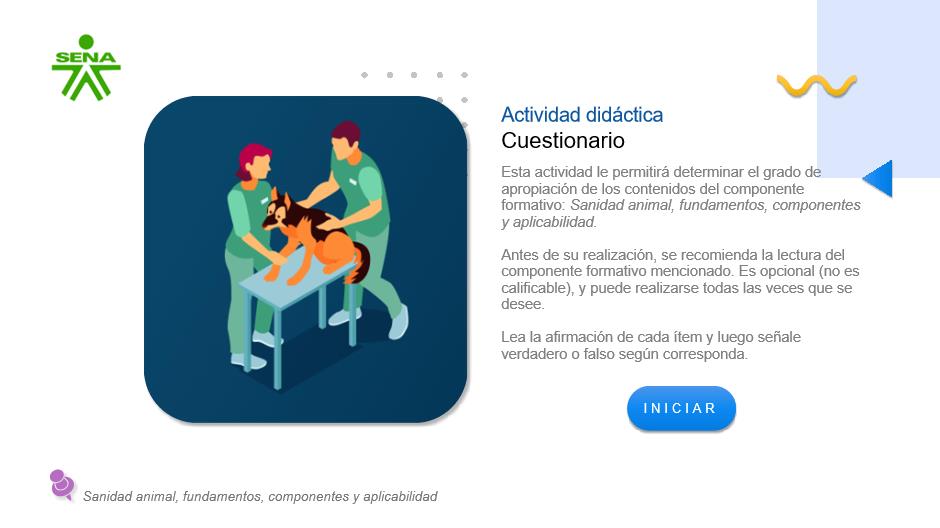 SENA
Actividad didáctica
Cuestionario
Esta actividad le permitirá determinar el grado de
apropiación de los contenidos del componente
formativo: Sanidad animal, fundamentos, componentes
y aplicabilidad.
Antes de su realización, se recomienda la lectura del
componente formativo mencionado. Es opcional (no es
calificable), y puede realizarse todas las veces que se
desee.
Lea la afirmación de cada ítem y luego señale
verdadero o falso según corresponda.
INICIAR
Sanidad animal, fundamentos, componentes y aplicabilidad